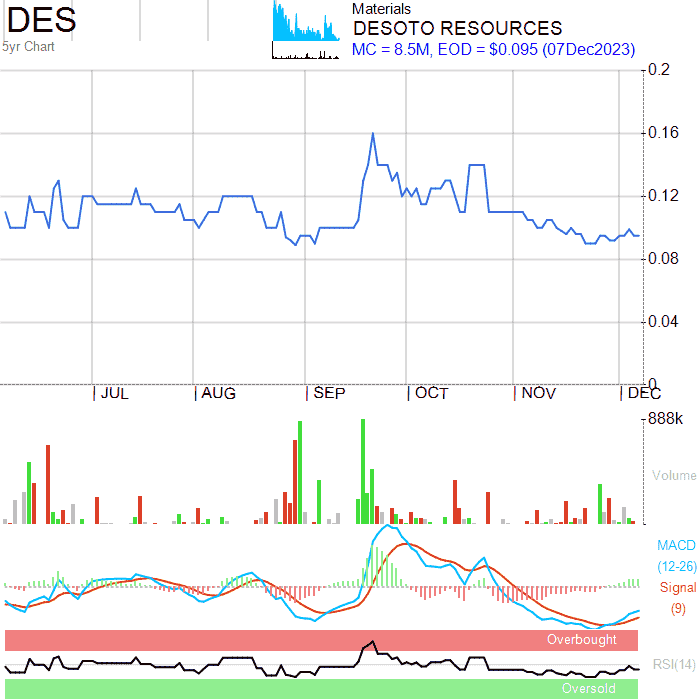 DES
5yr Chart
Materials
DESOTO RESOURCES
MC = 8.5M, EOD = $0.095 (07Dec2023)
0.2
0.16
0.12
0.08
0.04
0
JUL AUG SEP OCT NOV DEC
888k
Volume
MACD
(12-26)
Signal
(9)
Overbought
RSI(14)
Oversold